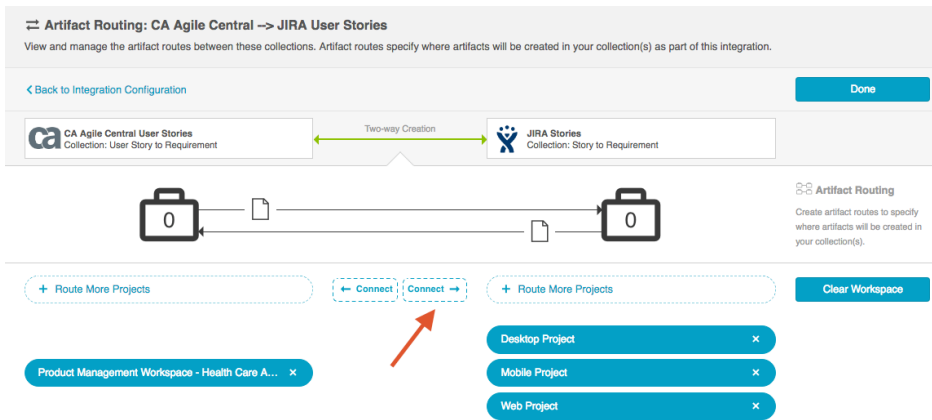 Artifact Routing: CA Agile Central --> JIRA User Stories
View and manage the artifact routes between these collections. Artifact routes specify where artifacts will be created in your collection(s) as part of this integration.
Back to Integration Configuration
Done
ca
CA Agile Central User Stories
Collection: User Story to Requirement
Two-way Creation
JIRA Stories
Collection: Story to Requirement
0
0
Artifact Routing
Create artifact routes to specify
where artifacts will be created in
your collection(s).
+ Route More Projects
← Connect
Connect →
+ Route More Projects
Clear Workspace
Desktop Project ×
Product Management Workspace - Health Care A... ×
Mobile Project ×
Web Project ×